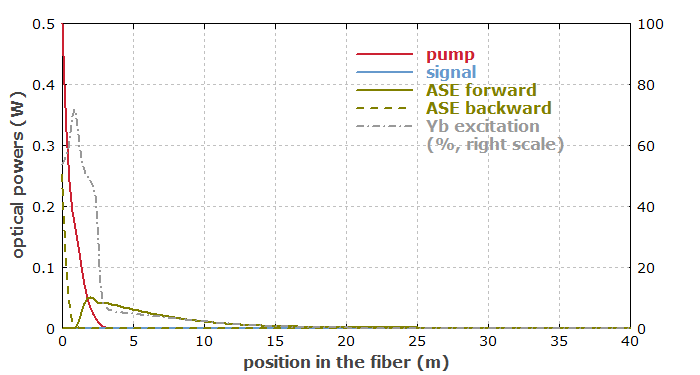 0.5
0.4
0.3
0.2
0.1
0
optical powers (W)
pump
signal
ASE forward
ASE backward
Yb excitation
(%, right scale)
100
80
60
40
20
0
0 5 10 15 20 25 30 35 40
position in the fiber (m)